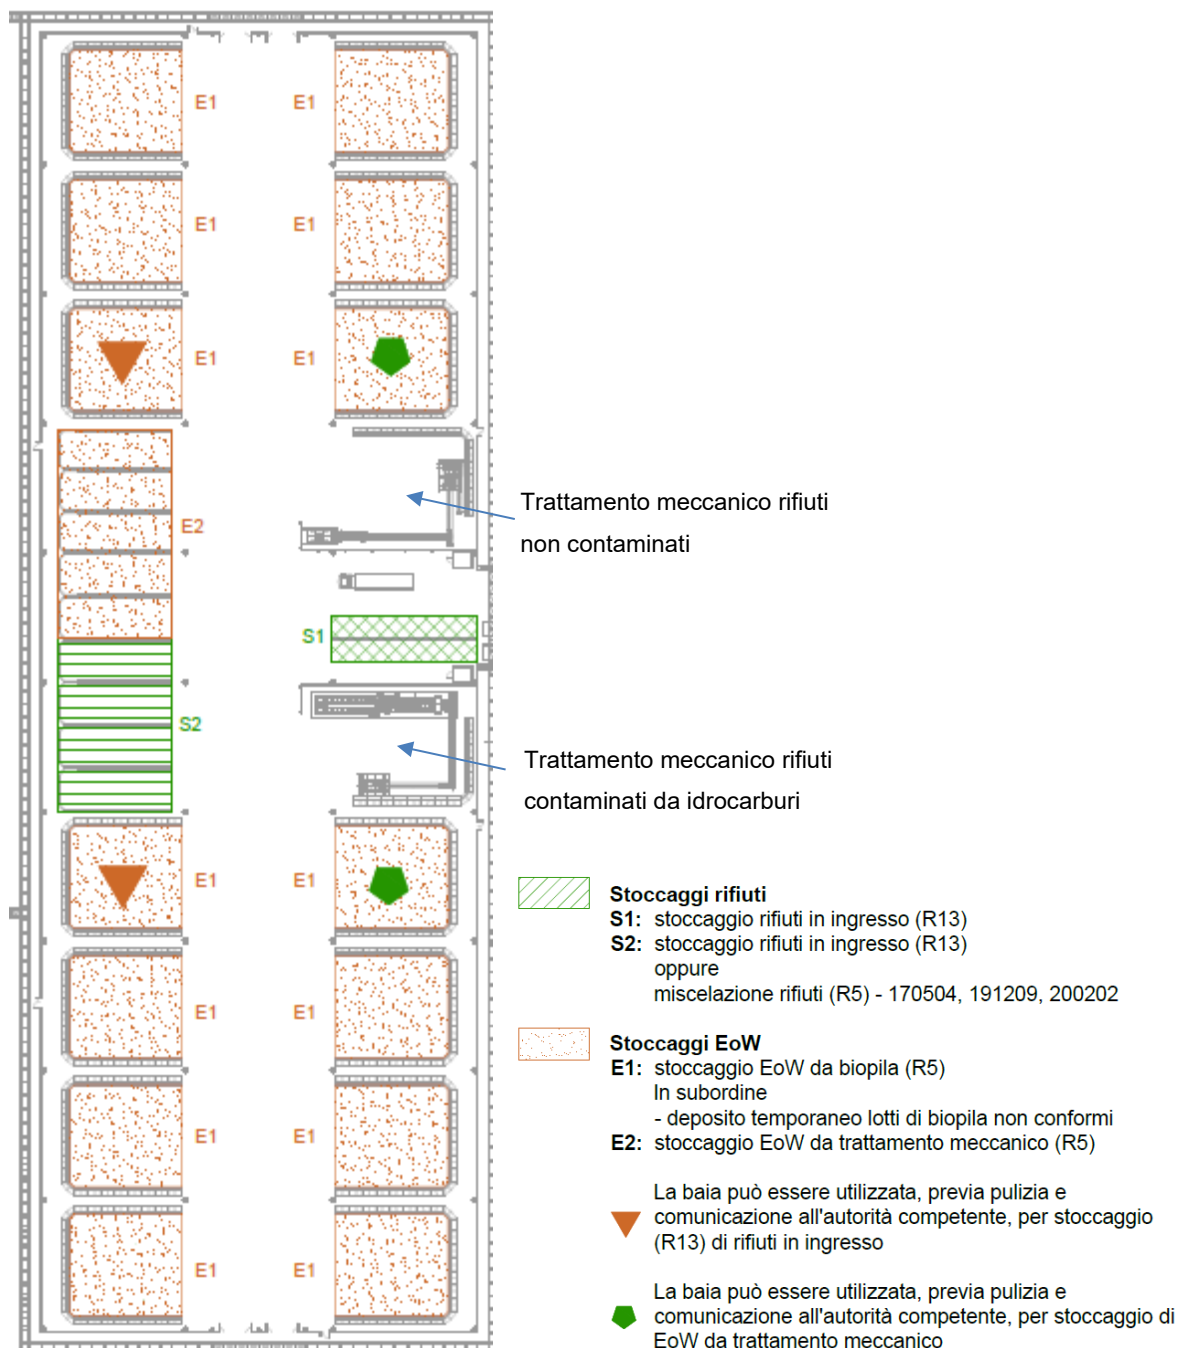 E1 E1
E1 E1
E1 E1
E2
Trattamento meccanico rifiuti
non contaminati
S1
S2
Trattamento meccanico rifiuti
contaminati da idrocarburi
E1 E1
E1 E1
E1 E1
E1 E1
Stoccaggi rifiuti
S1: stoccaggio rifiuti in ingresso (R13)
S2: stoccaggio rifiuti in ingresso (R13)
oppure
miscelazione rifiuti (R5) - 170504, 191209, 200202
Stoccaggi EoW
E1: stoccaggio EoW da biopila (R5)
In subordine
- deposito temporaneo lotti di biopila non conformi
E2: stoccaggio EoW da trattamento meccanico (R5)
La baia può essere utilizzata, previa pulizia e
comunicazione all'autorità competente, per stoccaggio
(R13) di rifiuti in ingresso
La baia può essere utilizzata, previa pulizia e
comunicazione all'autorità competente, per stoccaggio di
EoW da trattamento meccanico